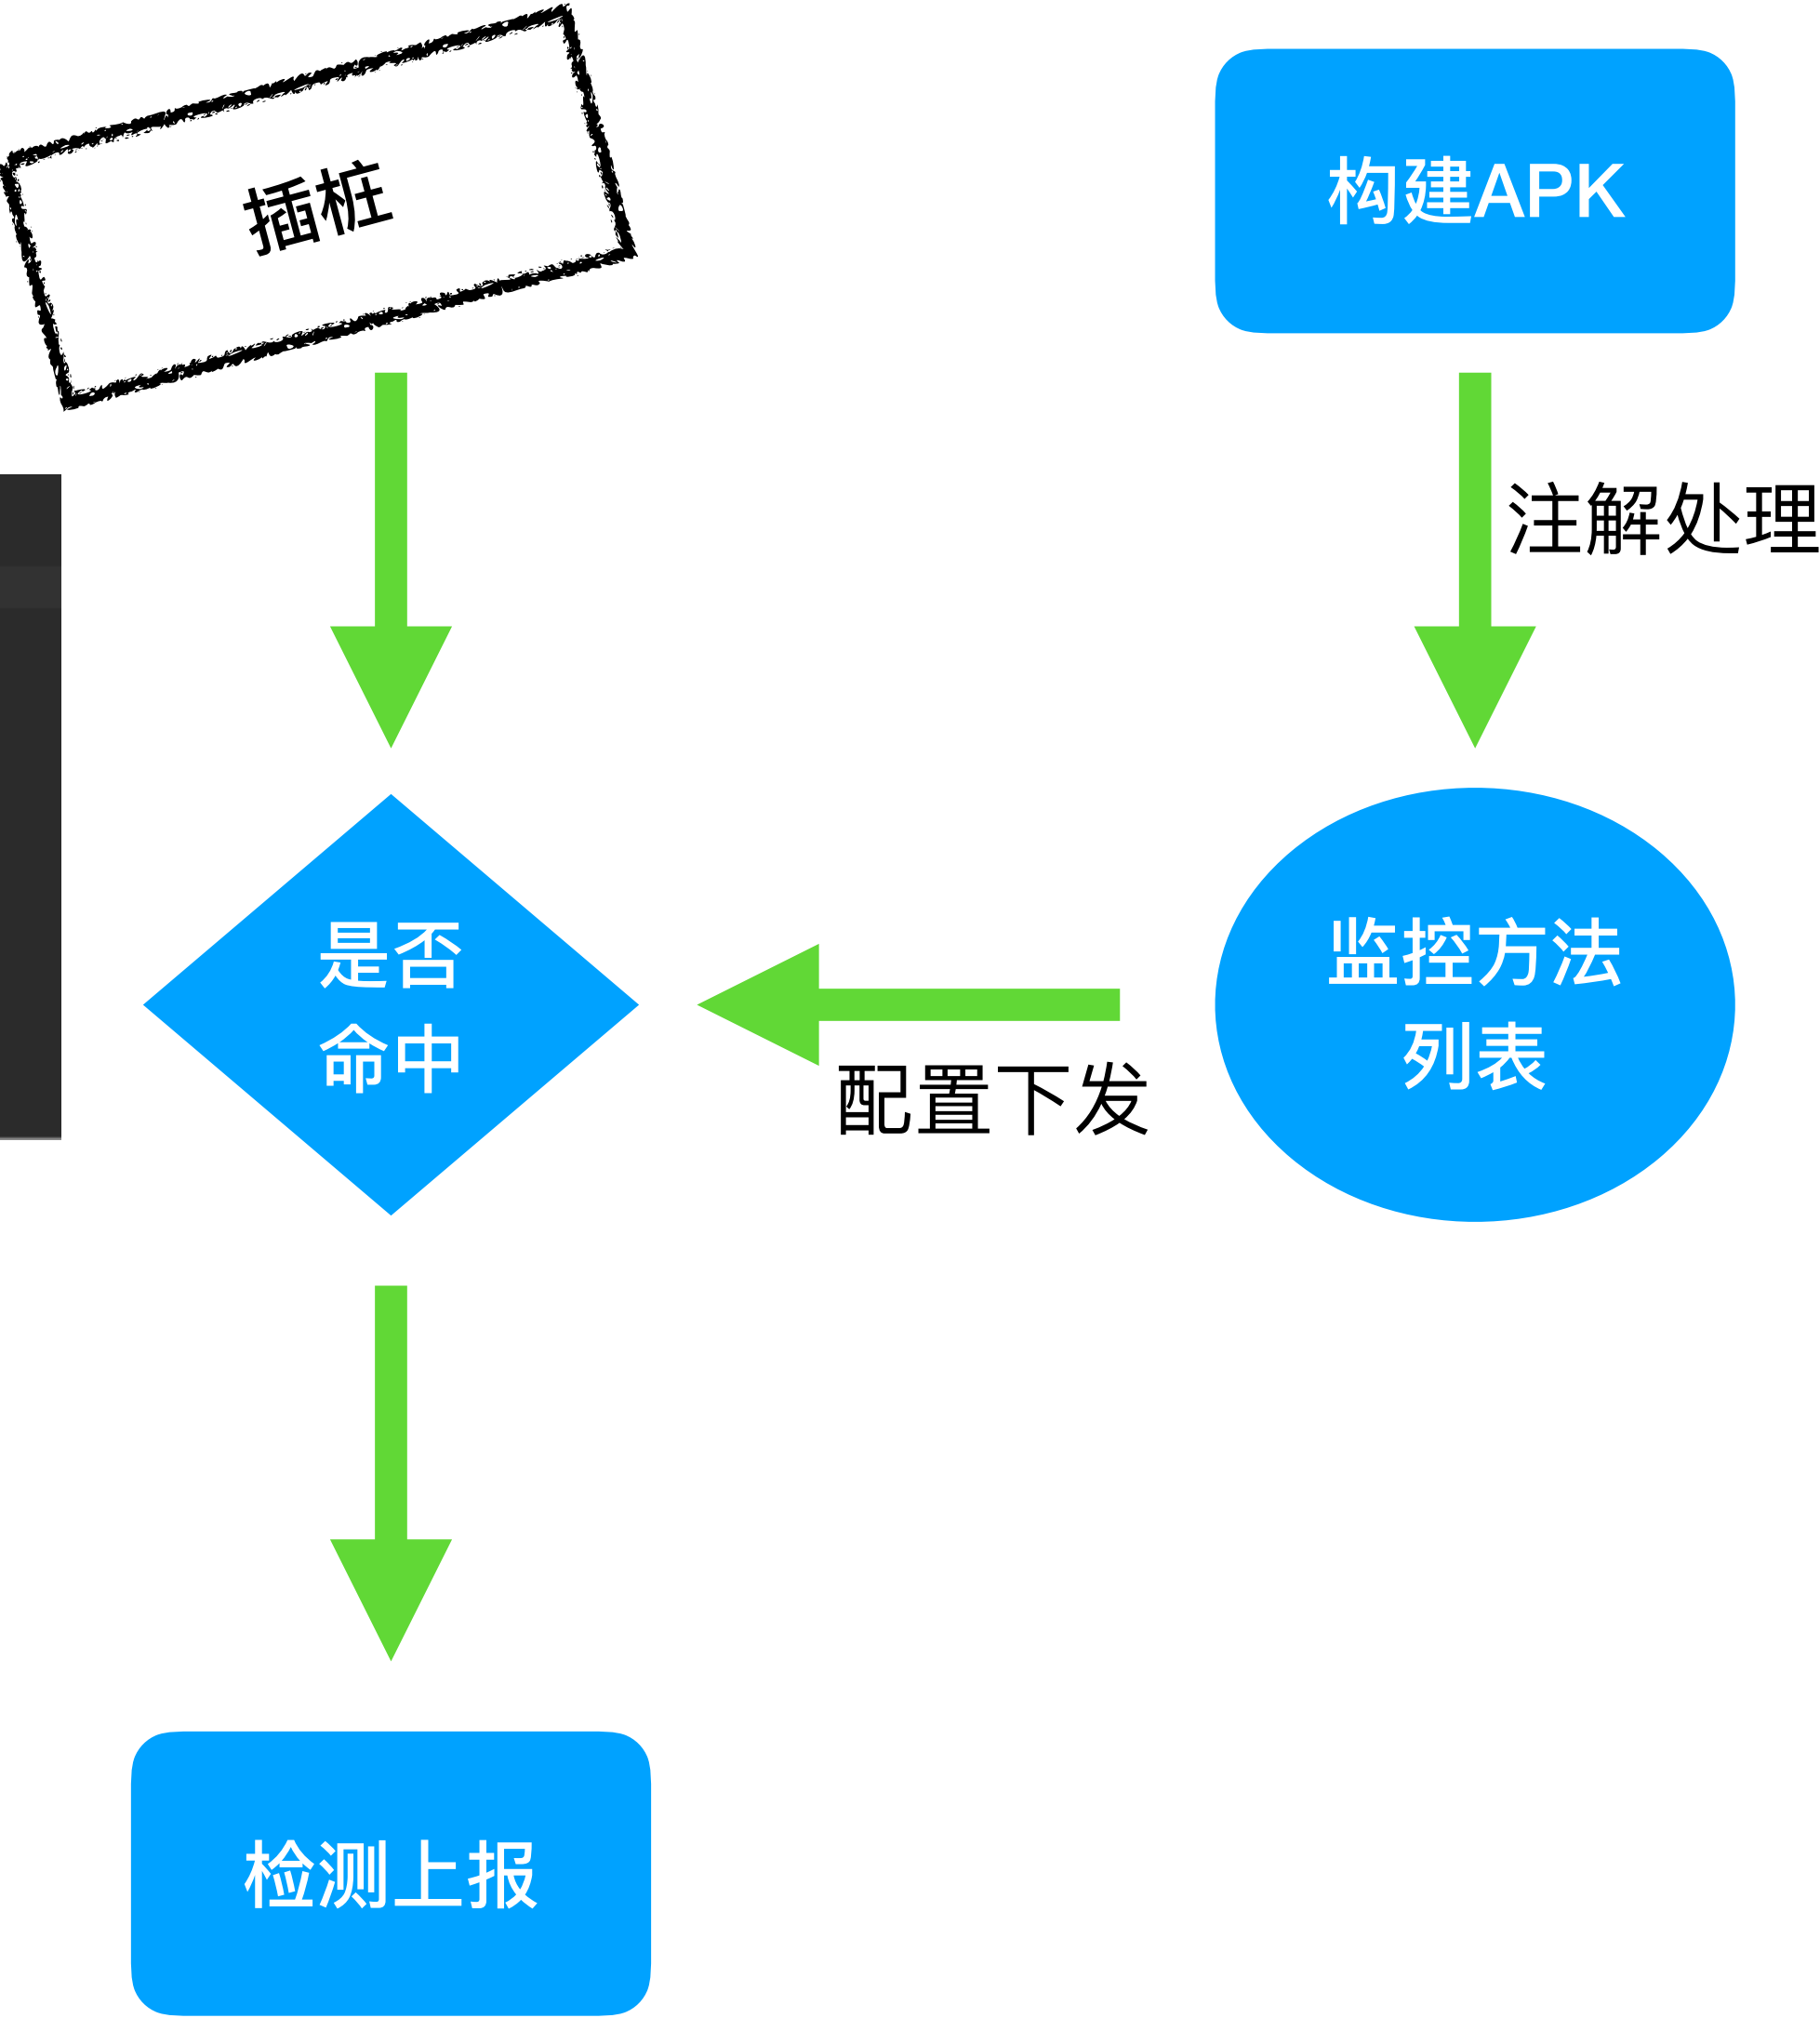 插桩
构建APK
注解处理
是否
命中
监控方法
列表
配置下发
检测上报